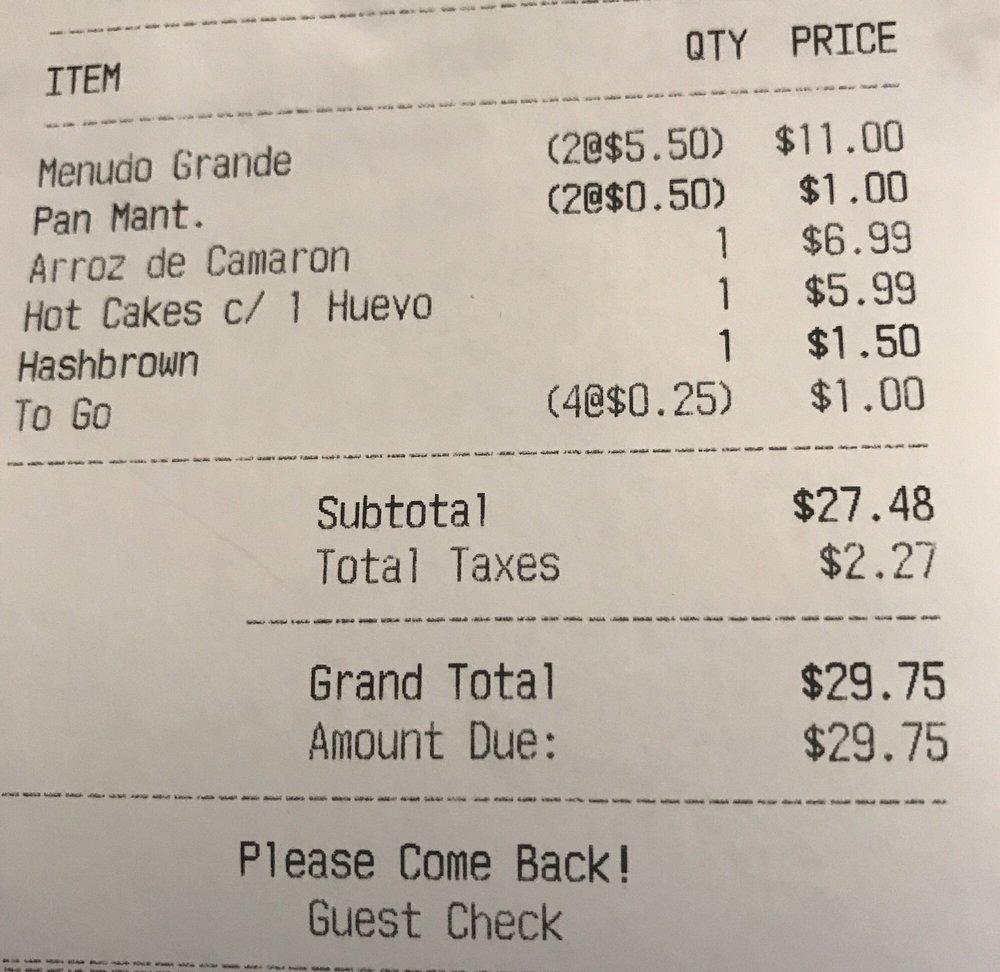 ITEM QTY PRICE
Menudo Grande (2@$5.50) $11.00
Pan Mant. (2@$0.50) $1.00
Arroz de Camaron 1 $6.99
Hot Cakes c/ 1 Huevo 1 $5.99
Hashbrown 1 $1.50
To Go (4@$0.25) $1.00
Subtotal $27.48
Total Taxes $2.27
Grand Total $29.75
Amount Due: $29.75
Please Come Back!
Guest Check